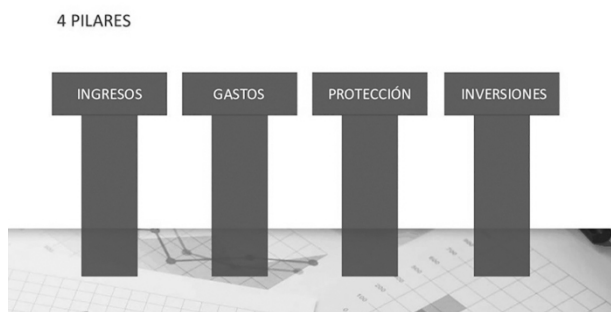 4 PILARES
INGRESOS
GASTOS
PROTECCIÓN
INVERSIONES